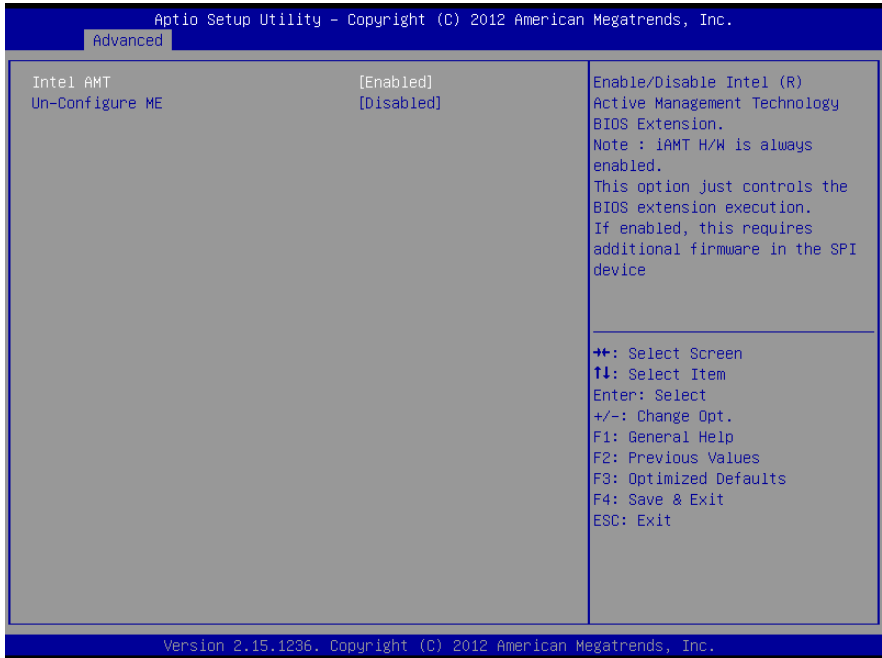 Aptio Setup Utility – Copyright (C) 2012 American Megatrends, Inc.
Advanced
Intel AMT [Enabled]
Un-Configure ME [Disabled]
Enable/Disable Intel (R)
Active Management Technology
BIOS Extension.
Note : iAMT H/W is always
enabled.
This option just controls the
BIOS extension execution.
If enabled, this requires
additional firmware in the SPI
device
→←: Select Screen
↑↓: Select Item
Enter: Select
+/-: Change Opt.
F1: General Help
F2: Previous Values
F3: Optimized Defaults
F4: Save & Exit
ESC: Exit
Version 2.15.1236. Copyright (C) 2012 American Megatrends, Inc.